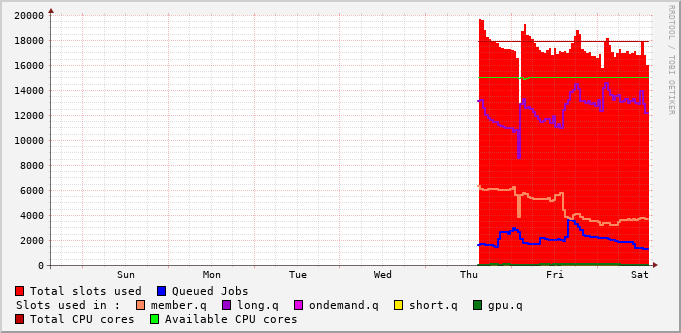 20000
18000
16000
14000
12000
10000
8000
6000
4000
2000
0
Sun Mon Tue Wed Thu Fri Sat
RRDTOOL / TOBI OETIKER
Total slots used Queued Jobs
Slots used in : member.q long.q ondemand.q short.q gpu.q
Total CPU cores Available CPU cores